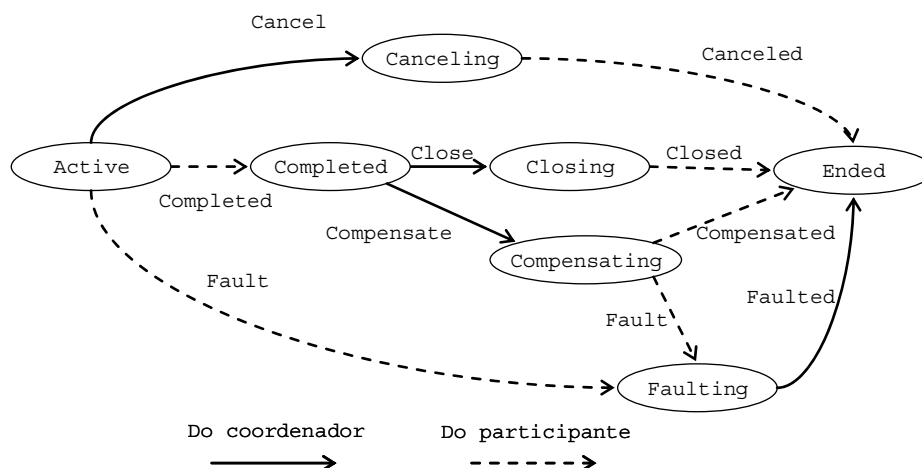 Cancel
Canceling
Canceled
Active
Completed
Close
Closing
Closed
Ended
Completed
Compensate
Compensating
Compensated
Fault
Fault
Faulted
Faulting
Do coordenador
Do participante